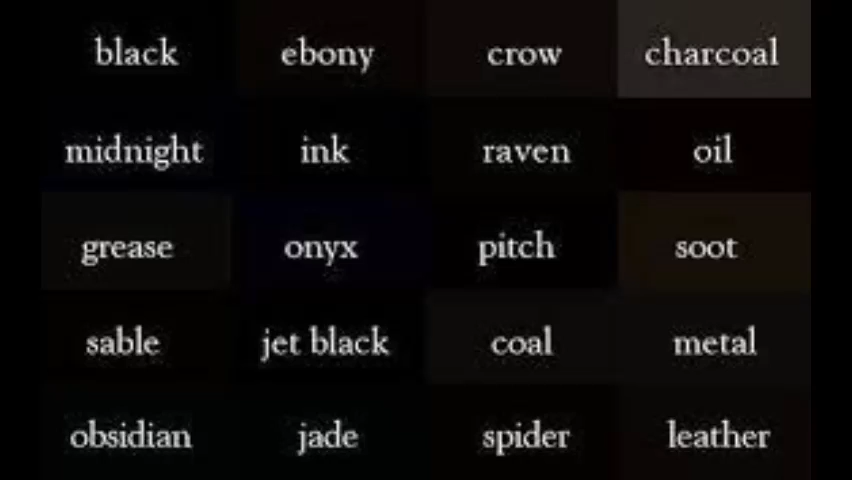 black ebony crow charcoal
midnight ink raven oil
grease onyx pitch soot
sable jet black coal metal
obsidian jade spider leather